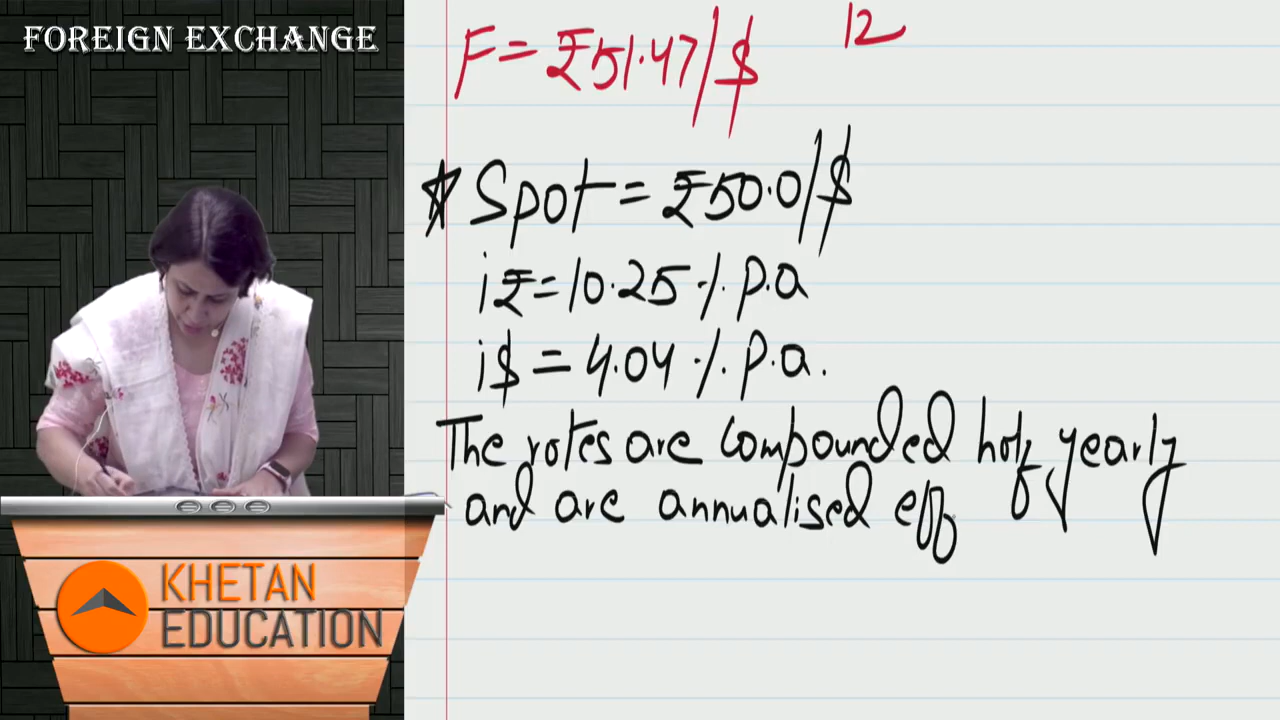 FOREIGN EXCHANGE
F = ₹51.47/$ 12
* Spot = ₹50.0/$
i₹ = 10.25 % p.a
i$ = 4.04 % p.a.
The rates are compounded half yearly
and are annualised eff
KHETAN
EDUCATION